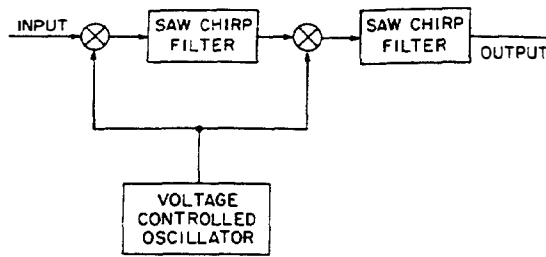 INPUT
SAW CHIRP
FILTER
SAW CHIRP
FILTER
OUTPUT
VOLTAGE
CONTROLLED
OSCILLATOR